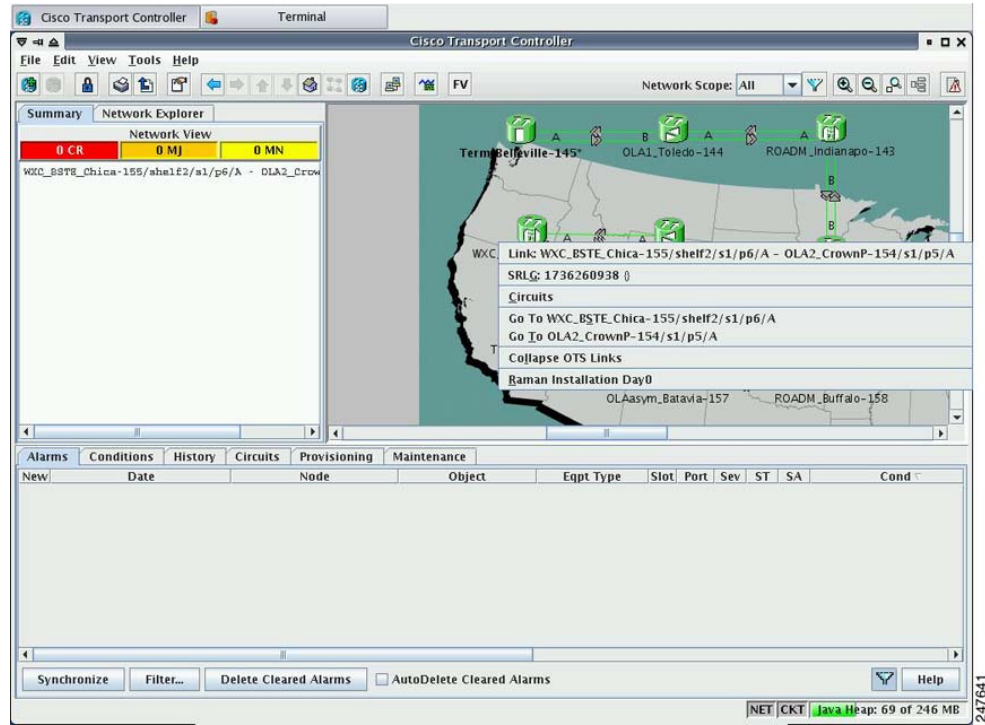 Cisco Transport Controller Terminal
Cisco Transport Controller
File Edit View Tools Help
FV Network Scope: All
Summary Network Explorer
Network View
0 CR 0 MJ 0 MN
WXC_BSTE_Chica-155/shelf2/s1/p6/A - OLA2_Crow
A B A A
Term_Belleville-145* OLA1_Toledo-144 ROADM_Indianapo-143
B
B
A A
WXC_
Link: WXC_BSTE_Chica-155/shelf2/s1/p6/A - OLA2_CrownP-154/s1/p5/A
SRLG: 1736260938 ()
Circuits
Go To WXC_BSTE_Chica-155/shelf2/s1/p6/A
Go To OLA2_CrownP-154/s1/p5/A
T
Collapse OTS Links
Raman Installation Day0
OLAasym_Batavia-157 ROADM_Buffalo-158
Alarms Conditions History Circuits Provisioning Maintenance
New Date Node Object Eqpt Type Slot Port Sev ST SA Cond
Synchronize Filter... Delete Cleared Alarms AutoDelete Cleared Alarms Help
NET CKT Java Heap: 69 of 246 MB
247641